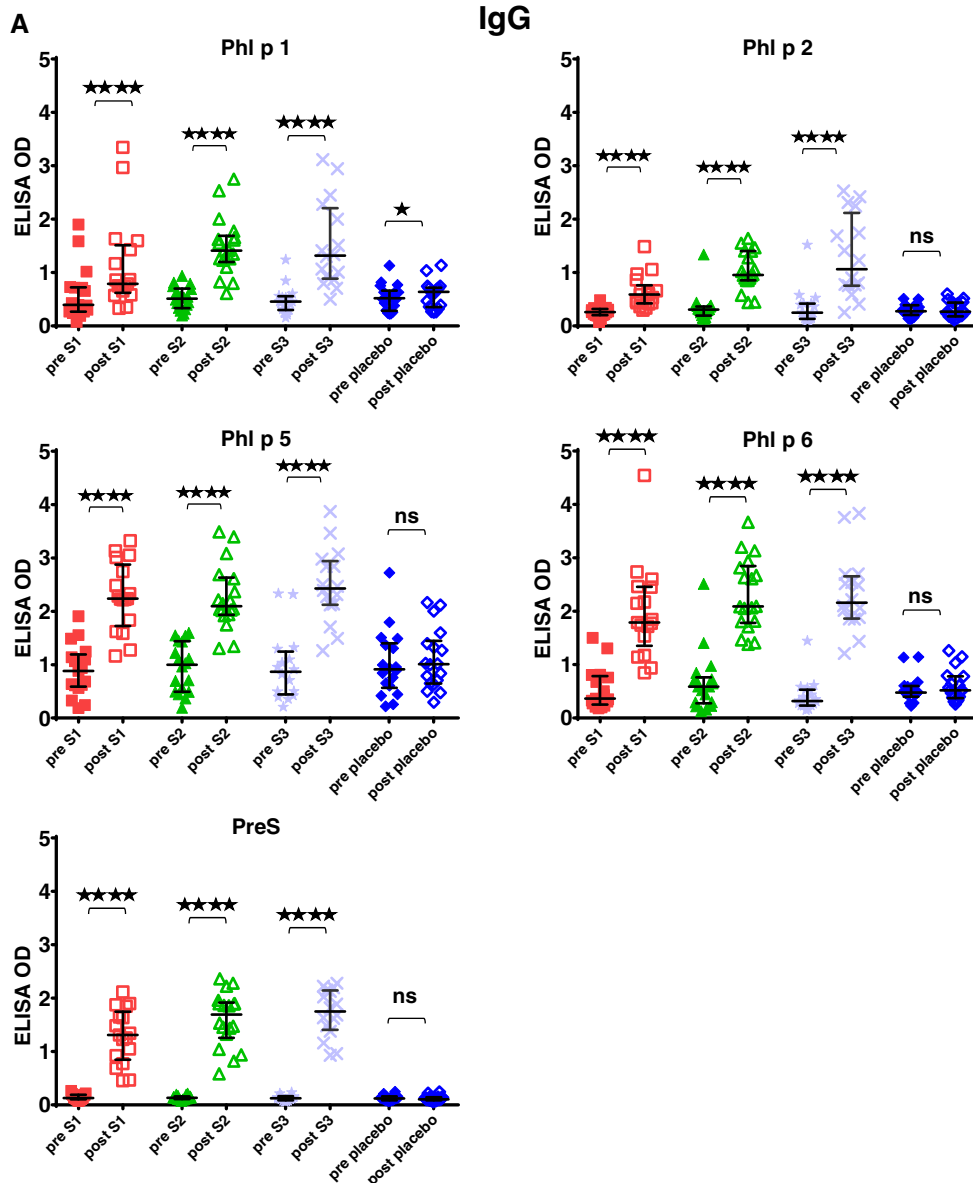 A
IgG
Phl p 1
ELISA OD
5
4
3
2
1
0
★★★★
★★★★
★★★★
★
pre S1
post S1
pre S2
post S2
pre S3
post S3
pre placebo
post placebo
Phl p 2
ELISA OD
5
4
3
2
1
0
★★★★
★★★★
★★★★
ns
pre S1
post S1
pre S2
post S2
pre S3
post S3
pre placebo
post placebo
Phl p 5
ELISA OD
5
4
3
2
1
0
★★★★
★★★★
★★★★
ns
pre S1
post S1
pre S2
post S2
pre S3
post S3
pre placebo
post placebo
Phl p 6
ELISA OD
5
4
3
2
1
0
★★★★
★★★★
★★★★
ns
pre S1
post S1
pre S2
post S2
pre S3
post S3
pre placebo
post placebo
PreS
ELISA OD
5
4
3
2
1
0
★★★★
★★★★
★★★★
ns
pre S1
post S1
pre S2
post S2
pre S3
post S3
pre placebo
post placebo